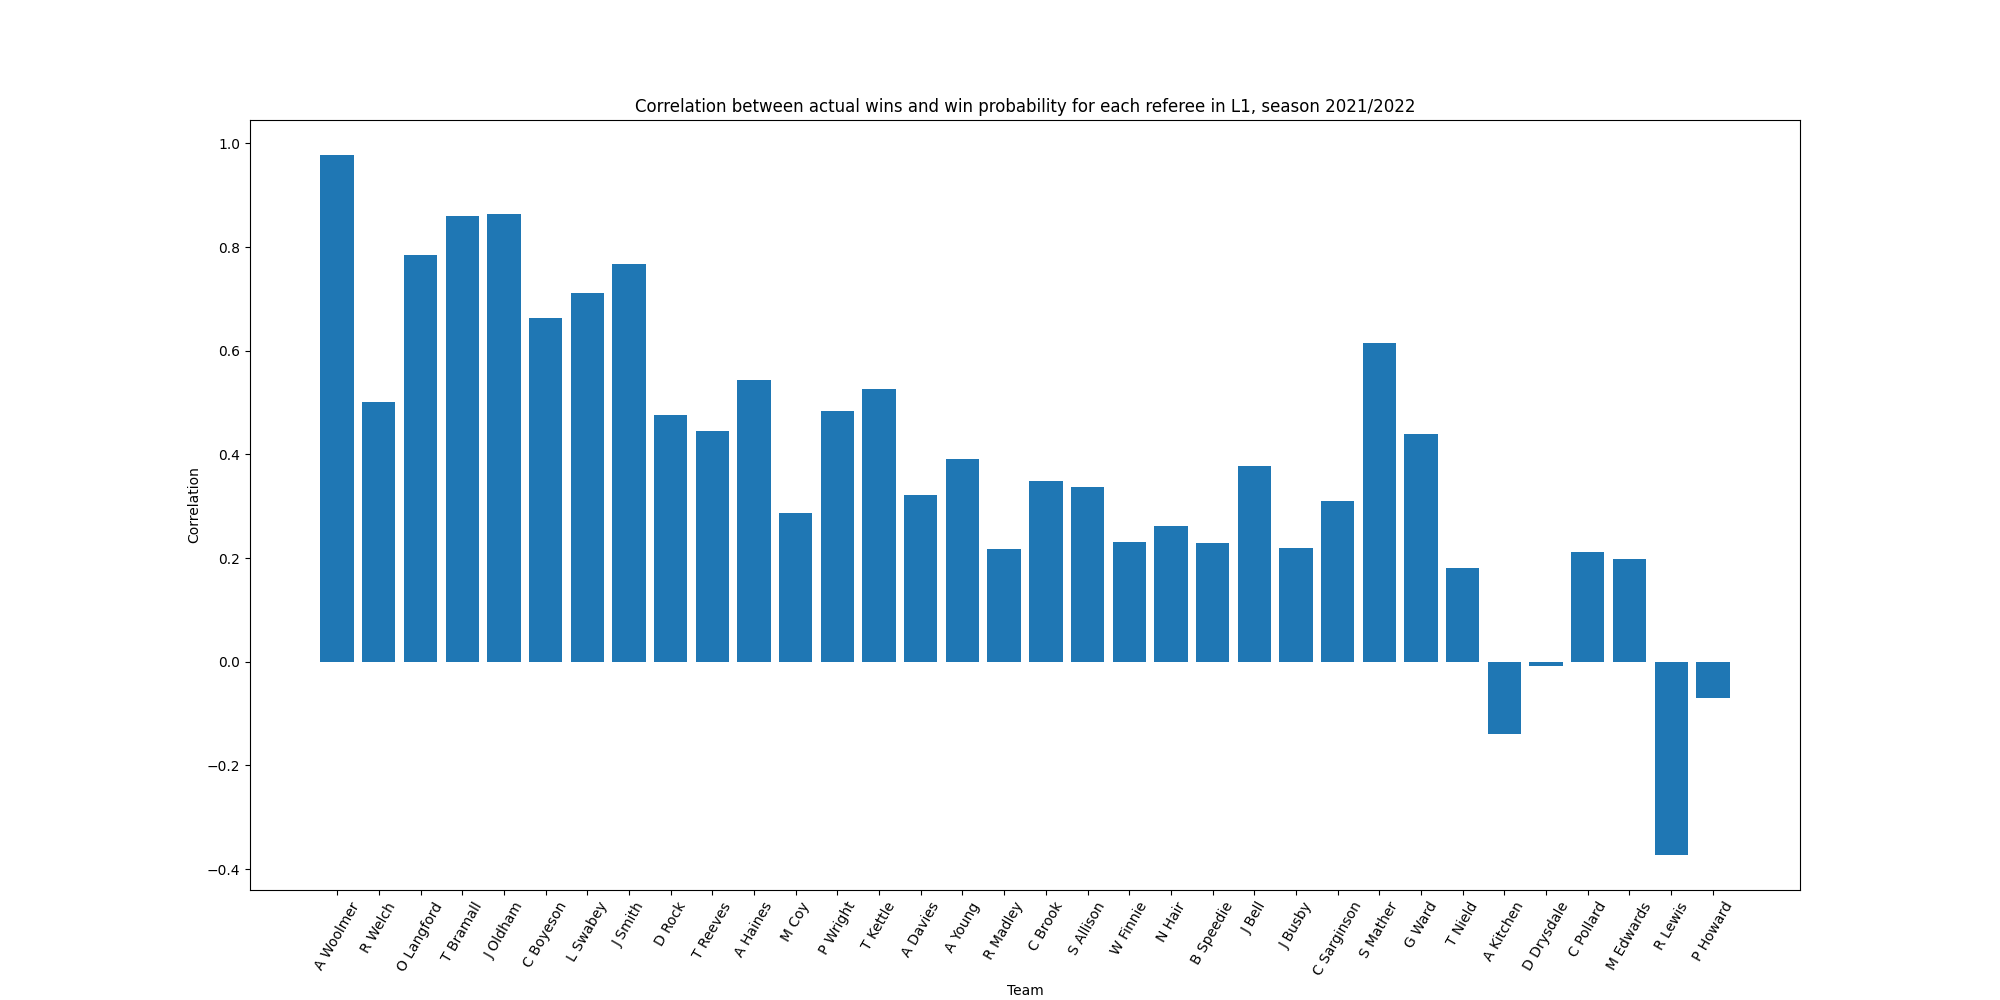 Correlation between actual wins and win probability for each referee in L1, season 2021/2022
1.0
0.8
0.6
0.4
0.2
0.0
−0.2
−0.4
Correlation
A Woolmer
R Welch
O Langford
T Bramall
J Oldham
C Boyeson
L Swabey
J Smith
D Rock
T Reeves
A Haines
M Coy
P Wright
T Kettle
A Davies
A Young
R Madley
C Brook
S Allison
W Finnie
N Hair
B Speedie
J Bell
J Busby
C Sarginson
S Mather
G Ward
T Nield
A Kitchen
D Drysdale
C Pollard
M Edwards
R Lewis
P Howard
Team